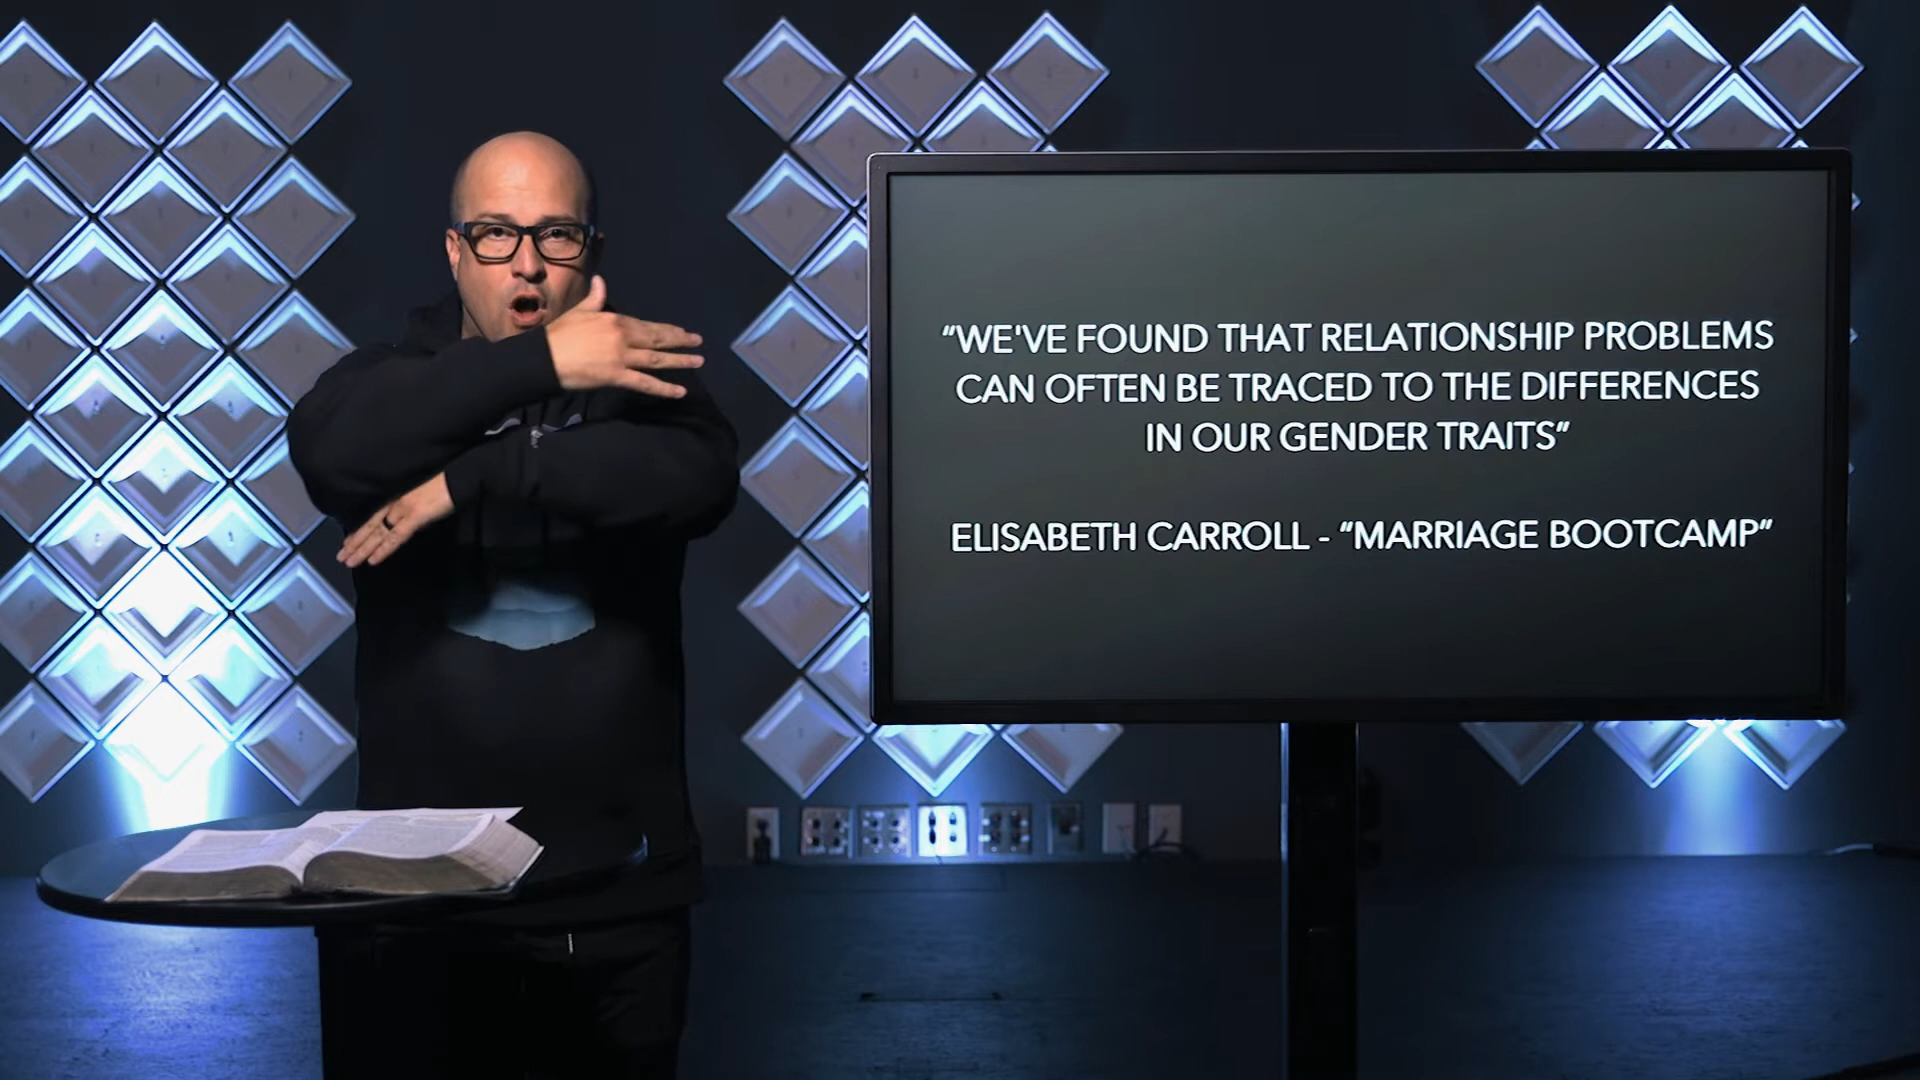 “WE'VE FOUND THAT RELATIONSHIP PROBLEMS
CAN OFTEN BE TRACED TO THE DIFFERENCES
IN OUR GENDER TRAITS”
ELISABETH CARROLL - “MARRIAGE BOOTCAMP”